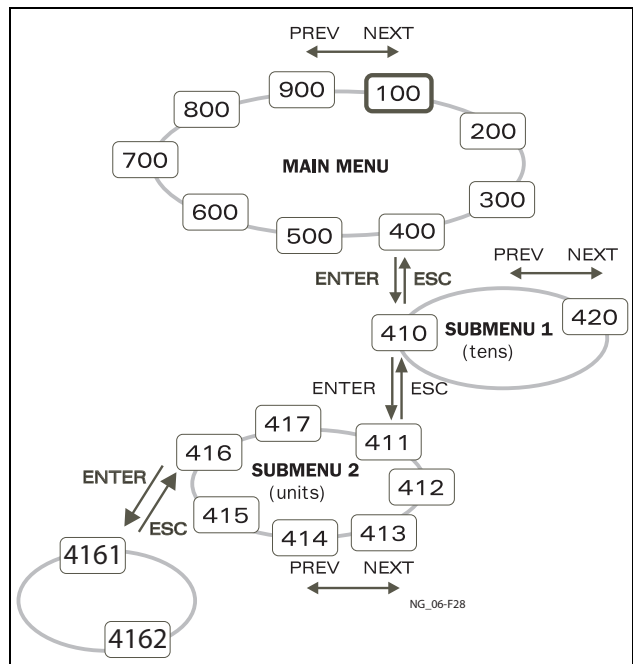 PREV NEXT
900 100
800 200
700 MAIN MENU 300
600 400
500
ENTER ESC
PREV NEXT
410 SUBMENU 1 420
(tens)
ENTER ESC
417 411
416 SUBMENU 2 412
(units)
ENTER ESC
415 413
414
PREV NEXT
4161
NG_06-F28
4162